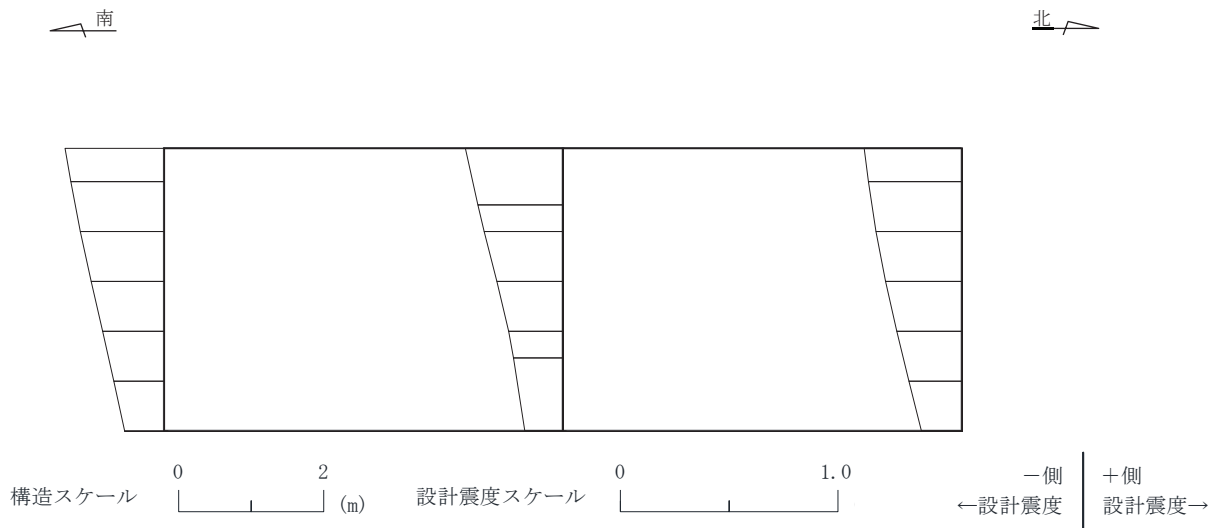 南
北
0 2
構造スケール (m)
0 1.0
設計震度スケール
－側 ＋側
←設計震度 設計震度→